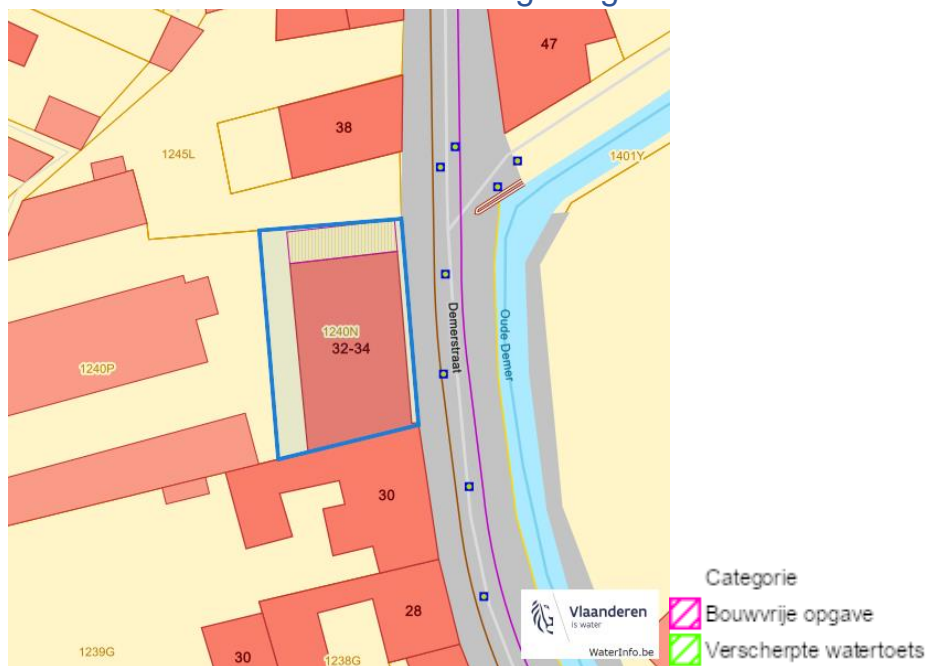 47
38
1245L
1401Y
1240N
32-34
Demerstraat
Oude Demer
1240P
30
28
30
1239G
1238G
Vlaanderen
is water
WaterInfo.be
Categorie
Bouwvrije opgave
Verscherpte watertoets